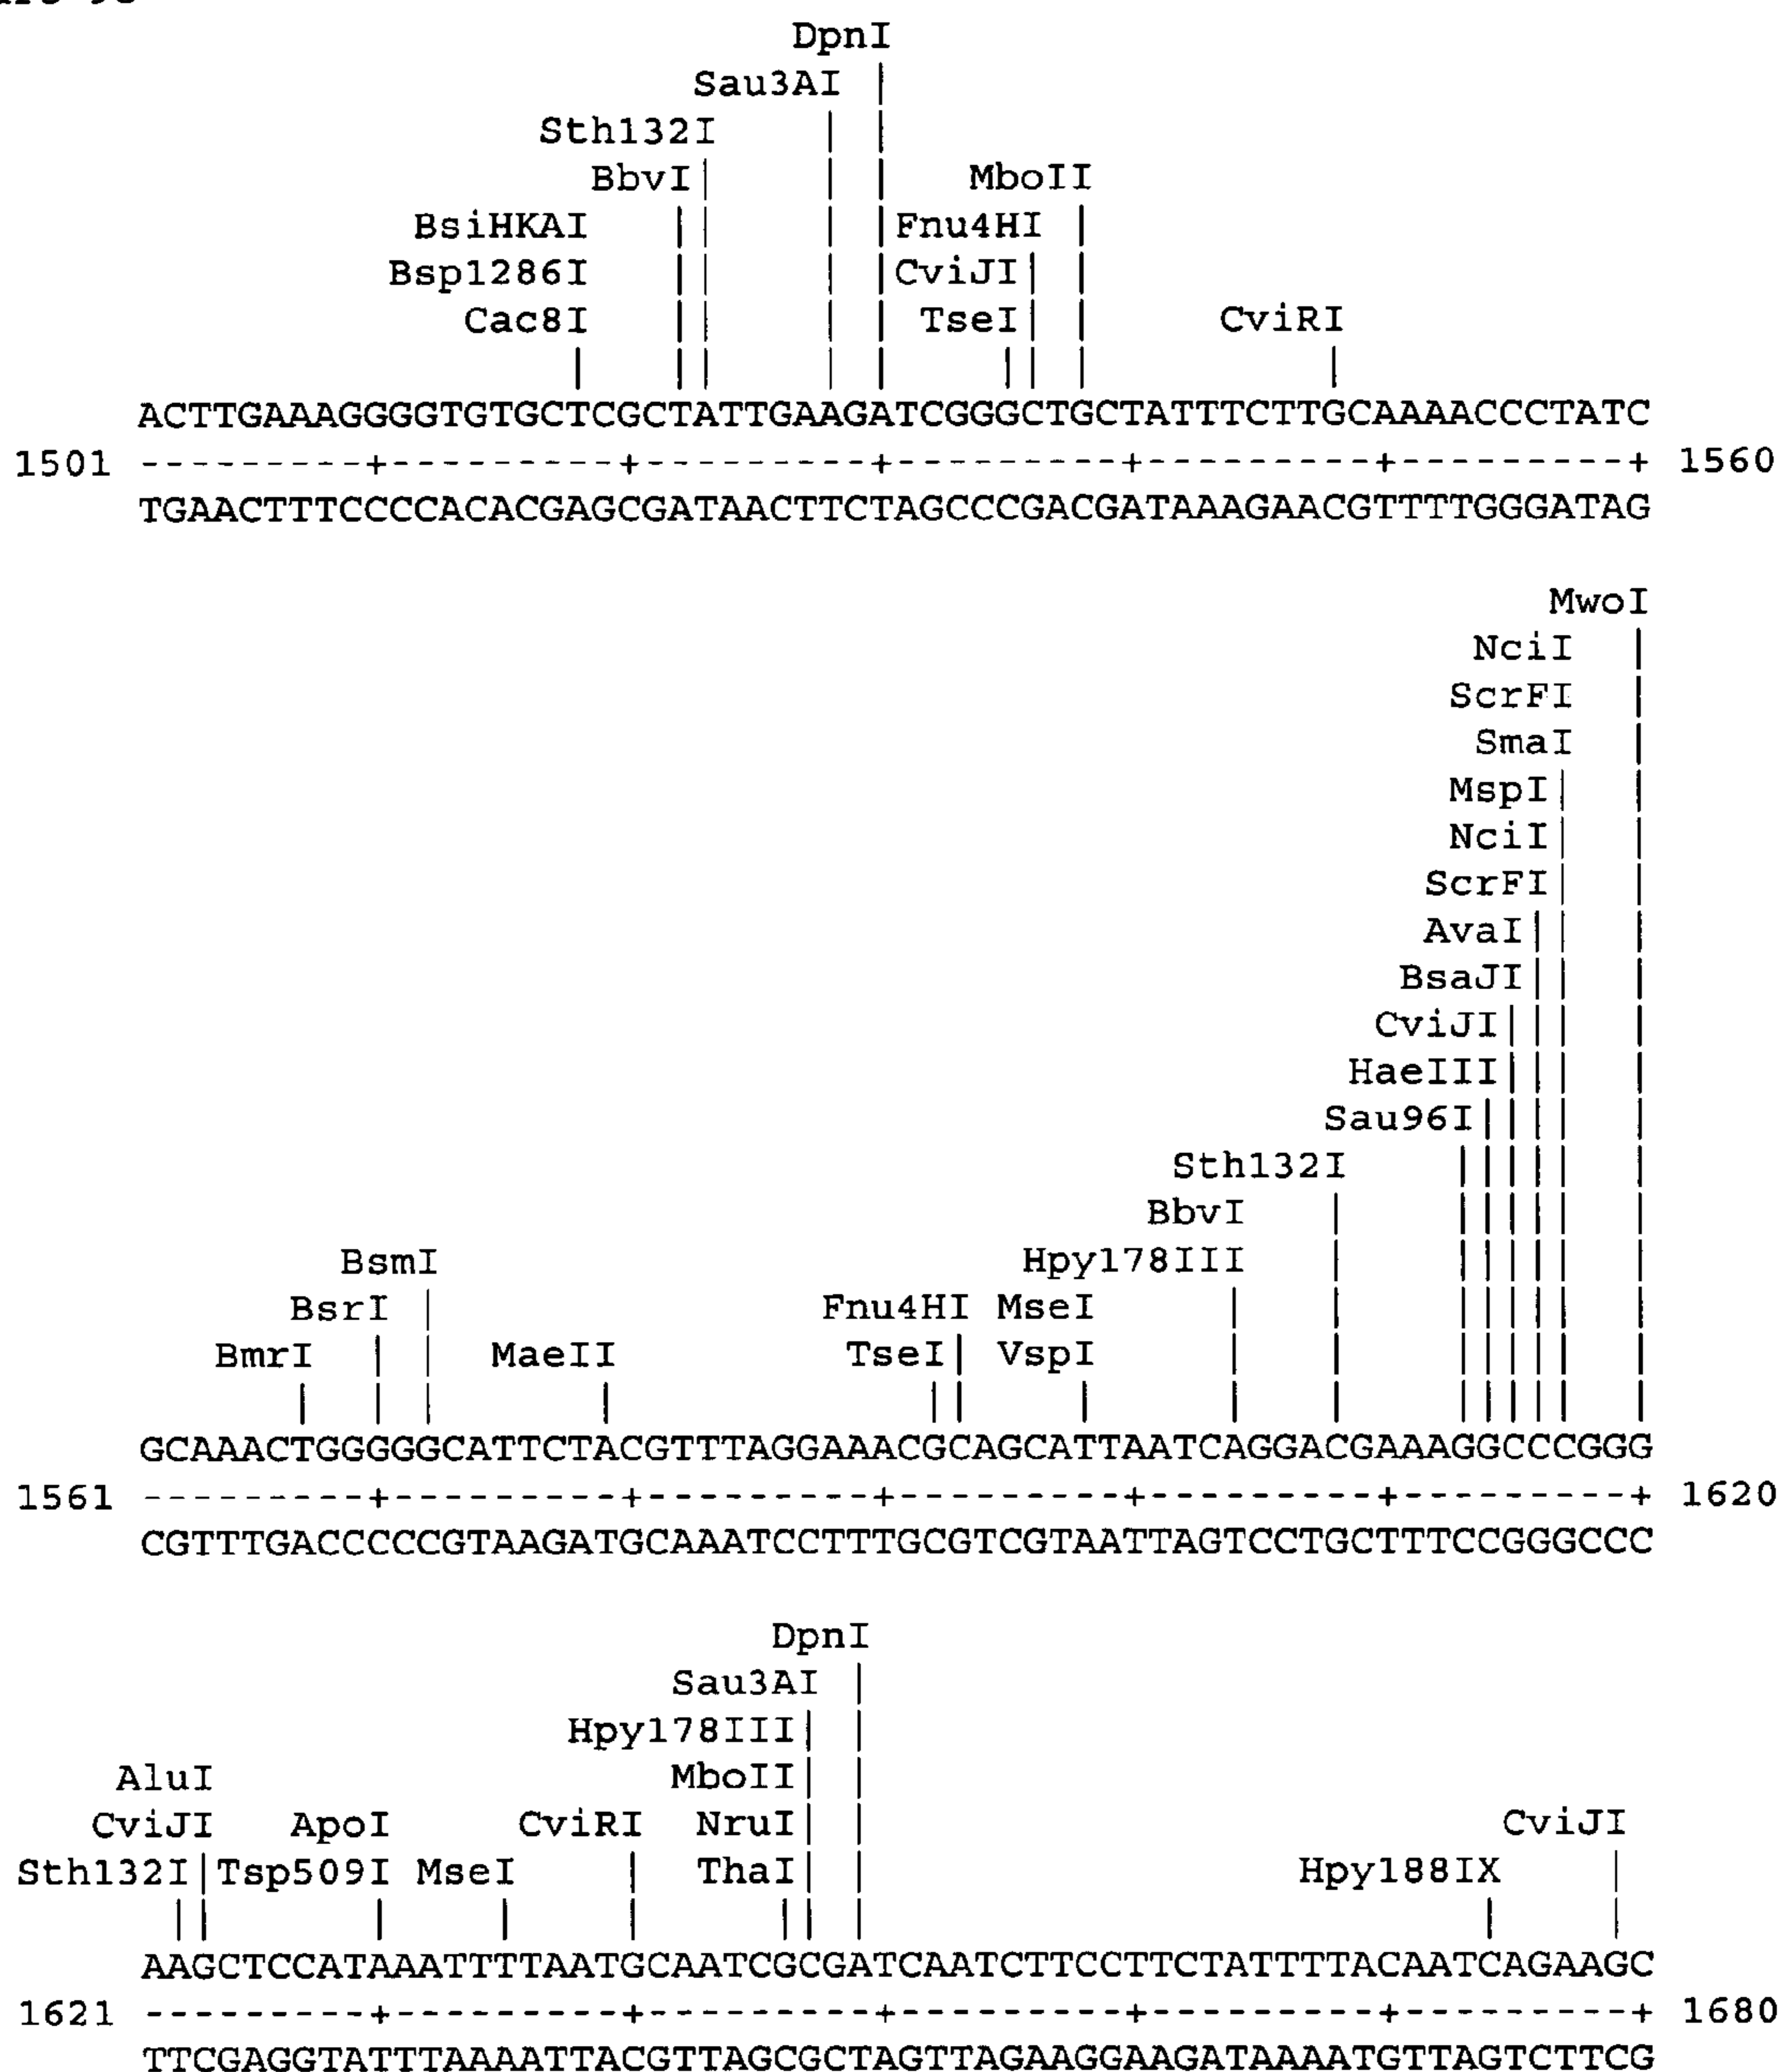 DpnI
Sau3AI
Sth132I
BbvI MboII
BsiHKAI Fnu4HI
Bsp1286I CviJI
Cac8I TseI CviRI
ACTTGAAAGGGGTGTGCTCGCTATTGAAGATCGGGCTGCTATTTCTTGCAAAACCCTATC
1501 ---------+---------+---------+---------+---------+---------+ 1560
TGAACTTTCCCCACACGAGCGATAACTTCTAGCCCGACGATAAAGAACGTTTTGGGATAG
MwoI
NciI
ScrFI
SmaI
MspI
NciI
ScrFI
AvaI
BsaJI
CviJI
HaeIII
Sau96I
Sth132I
BbvI
BsmI Hpy178III
BsrI Fnu4HI MseI
BmrI MaeII TseI VspI
GCAAACTGGGGGGCATTCTACGTTTAGGAAACGCAGCATTAATCAGGACGAAAGGCCCGGG
1561 ---------+---------+---------+---------+---------+---------+ 1620
CGTTTGACCCCCCGTAAGATGCAAATCCTTTGCGTCGTAATTAGTCCTGCTTTCCGGGCCC
DpnI
Sau3AI
Hpy178III
AluI MboII
CviJI ApoI CviRI NruI CviJI
Sth132I Tsp509I MseI ThaI Hpy188IX
AAGCTCCATAAATTTTAATGCAATCGCGATCAATCTTCCTTCTATTTTACAATCAGAAGC
1621 ---------+---------+---------+---------+---------+---------+ 1680
TTCGAGGTATTTAAAATTACGTTAGCGCTAGTTAGAAGGAAGATAAAATGTTAGTCTTCG